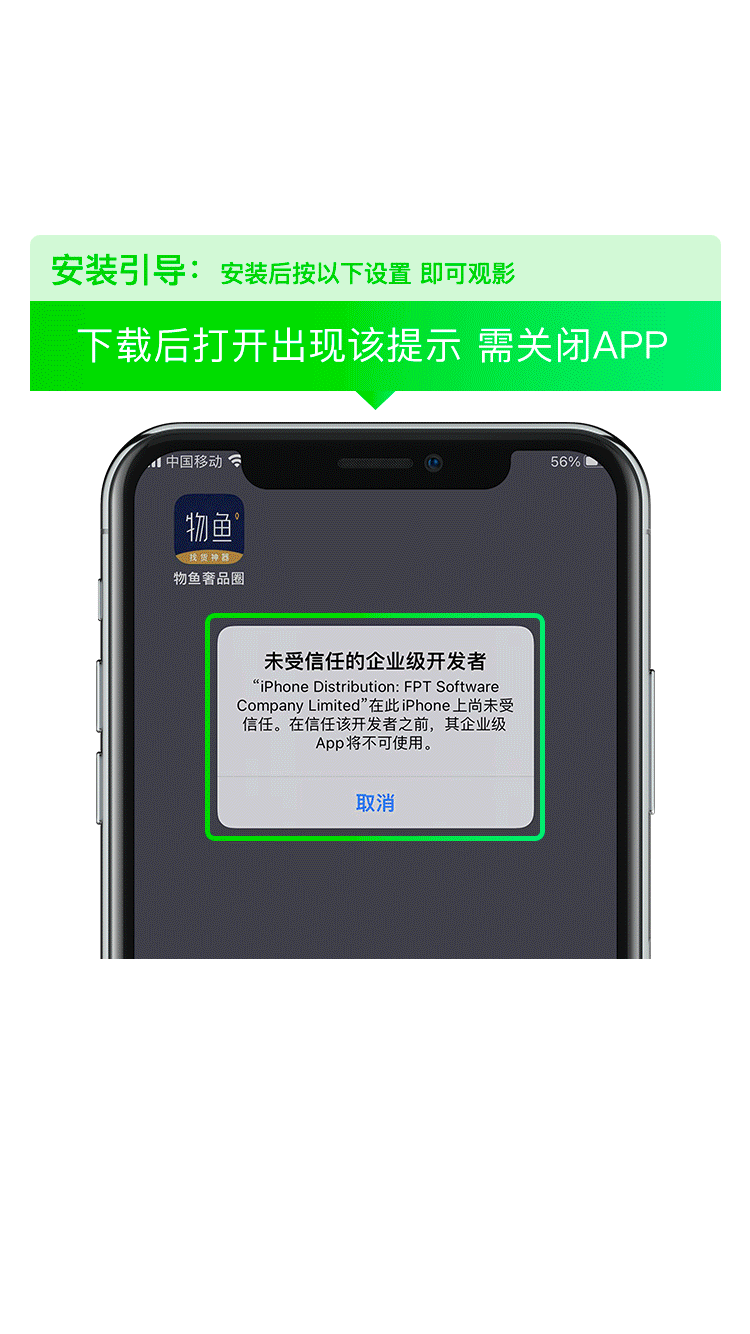 安装引导：安装后按以下设置 即可观影
下载后打开出现该提示 需关闭APP
中国移动 56%
物鱼
找货神器
物鱼奢品圈
未受信任的企业级开发者
“iPhone Distribution: FPT Software
Company Limited”在此iPhone上尚未受
信任。在信任该开发者之前，其企业级
App将不可使用。
取消